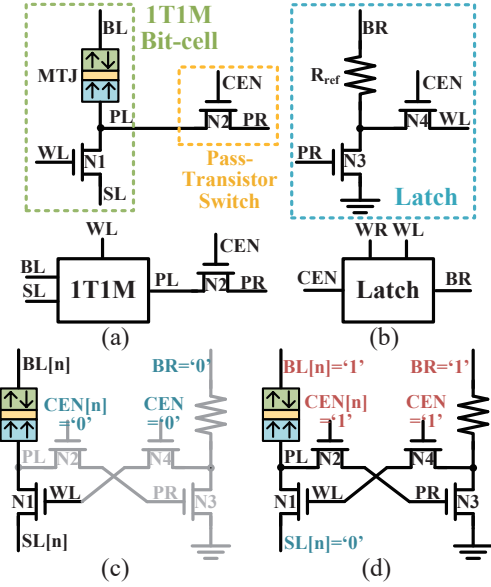 1T1M
Bit-cell
BL
MTJ
PL
WL
N1
SL
CEN
N2
PR
Pass-
Transistor
Switch
BR
R_ref
CEN
N4
WL
PR
N3
Latch
WL
BL
SL
1T1M
PL
CEN
N2
PR
(a)
WR WL
CEN
Latch
BR
(b)
BL[n]
CEN[n]
=‘0’
CEN
=‘0’
BR=‘0’
PL
N2
N4
N1
WL
PR
N3
SL[n]
(c)
BL[n]=‘1’
CEN[n]
=‘1’
CEN
=‘1’
BR=‘1’
PL
N2
N4
N1
WL
PR
N3
SL[n]=‘0’
(d)